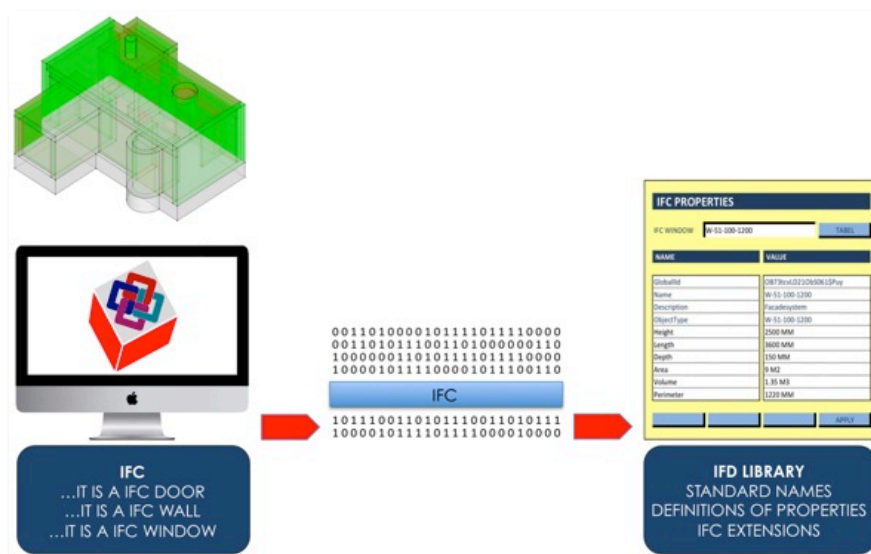 IFC PROPERTIES
IFC WINDOW W-51-100-1200 TABEL
NAME VALUE
GlobalId
Name W-51-100-1200
Description Facadesystem
ObjectType W-51-100-1200
Height 2500 MM
Length 3600 MM
Depth 150 MM
Area 9 M2
Volume 1.35 M3
Perimeter 1220 MM
APPLY
0011010000101111011110000
0011010111001101000000110
1000000110101111011110000
1000010111100001011100110
IFC
1011100110101110011010111
1000010111101111000010000
IFC
...IT IS A IFC DOOR
...IT IS A IFC WALL
...IT IS A IFC WINDOW
IFD LIBRARY
STANDARD NAMES
DEFINITIONS OF PROPERTIES
IFC EXTENSIONS